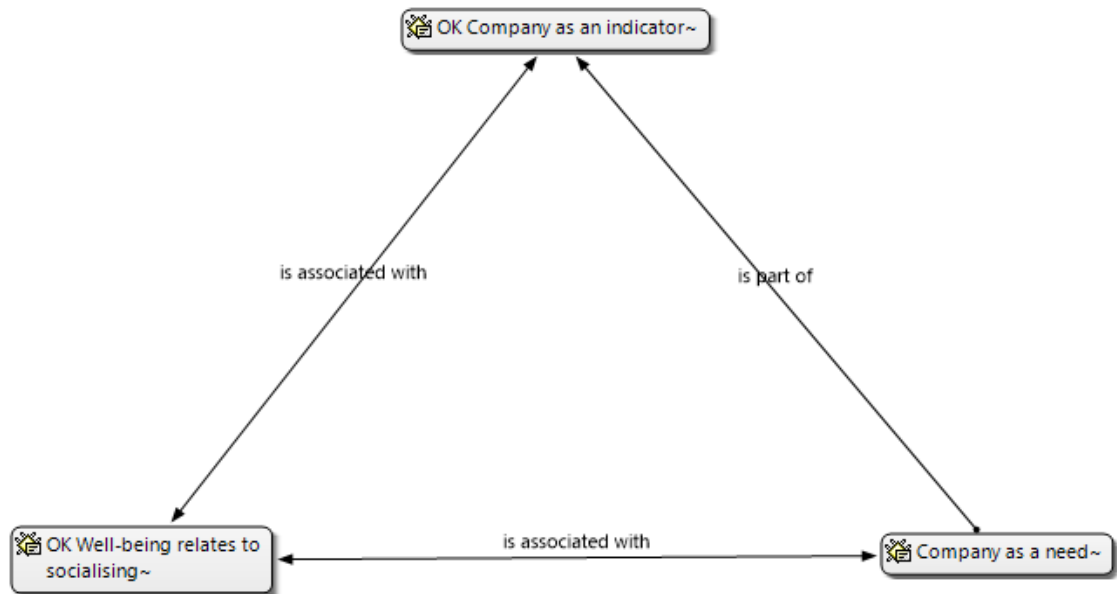 OK Company as an indicator~
is associated with
is part of
is associated with
OK Well-being relates to
socialising~
Company as a need~